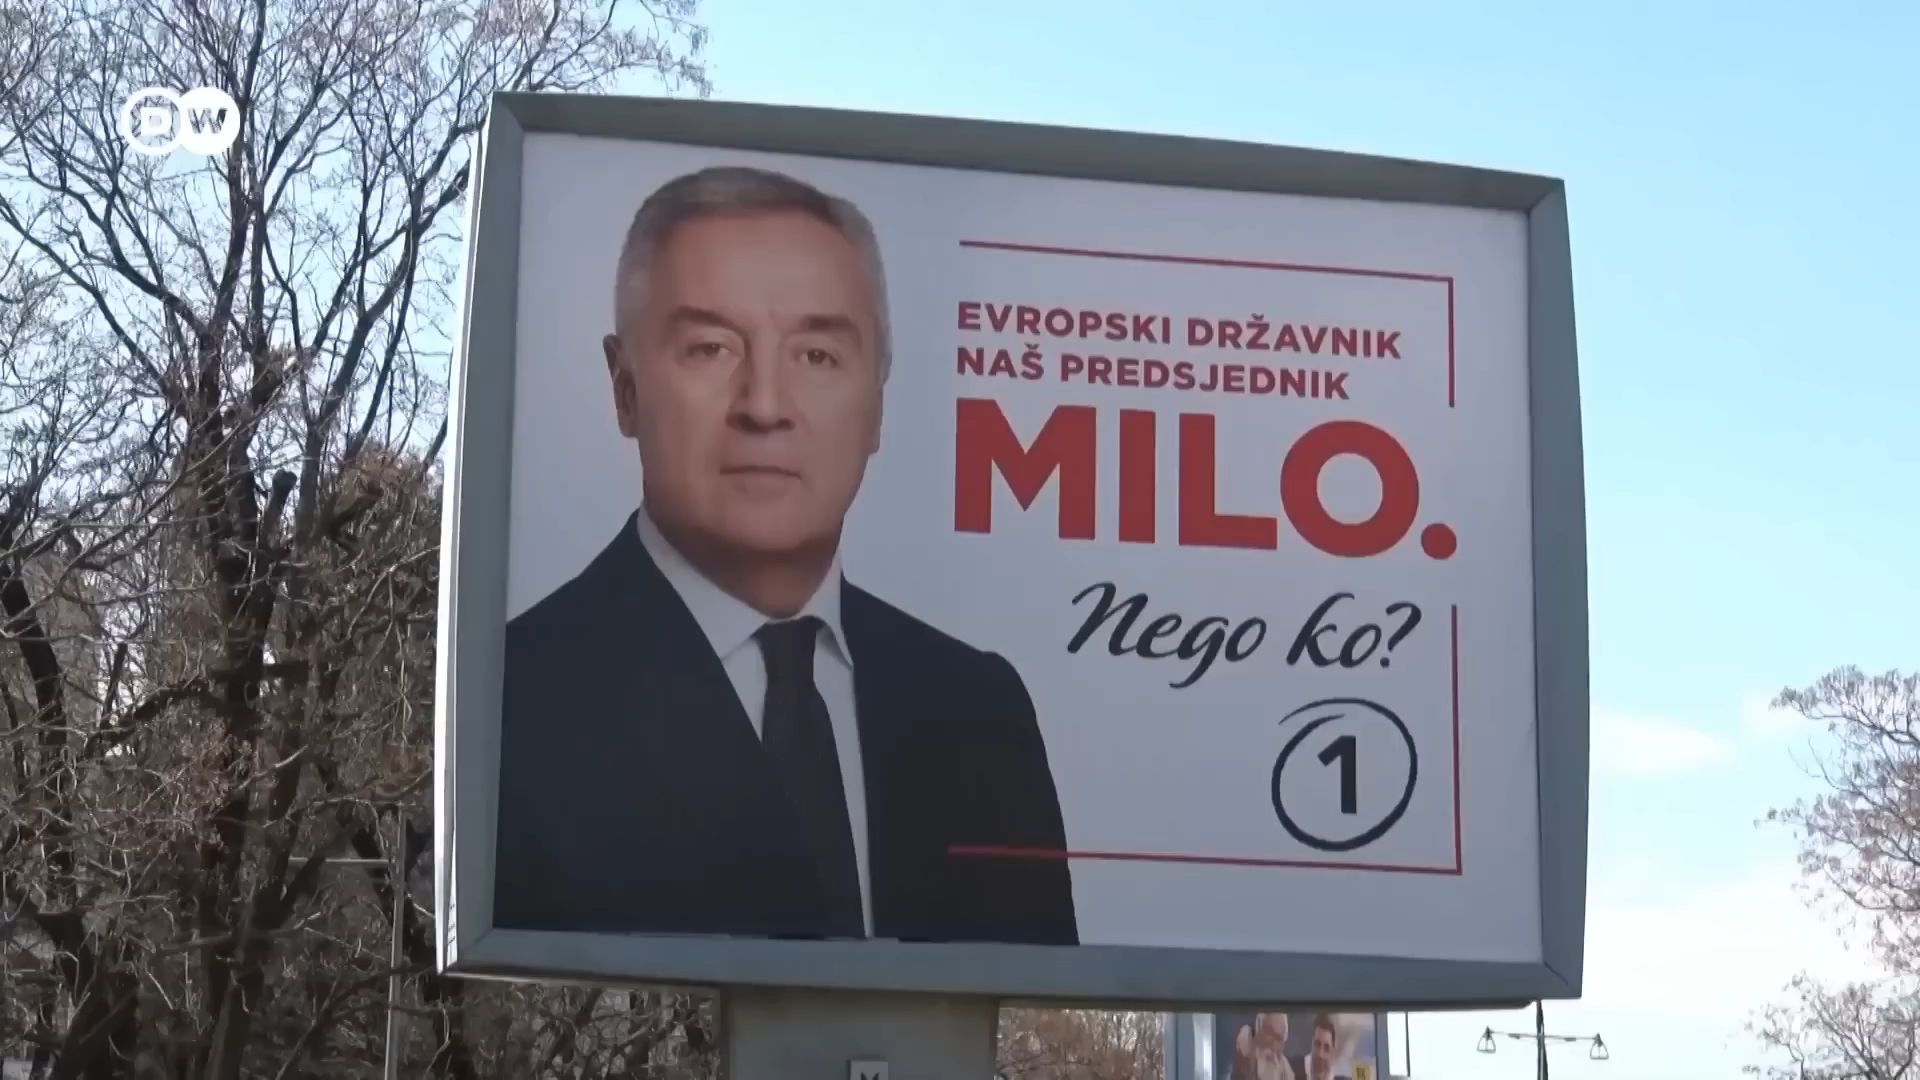 DW
EVROPSKI DRŽAVNIK
NAŠ PREDSJEDNIK
MILO.
Nego ko?
1